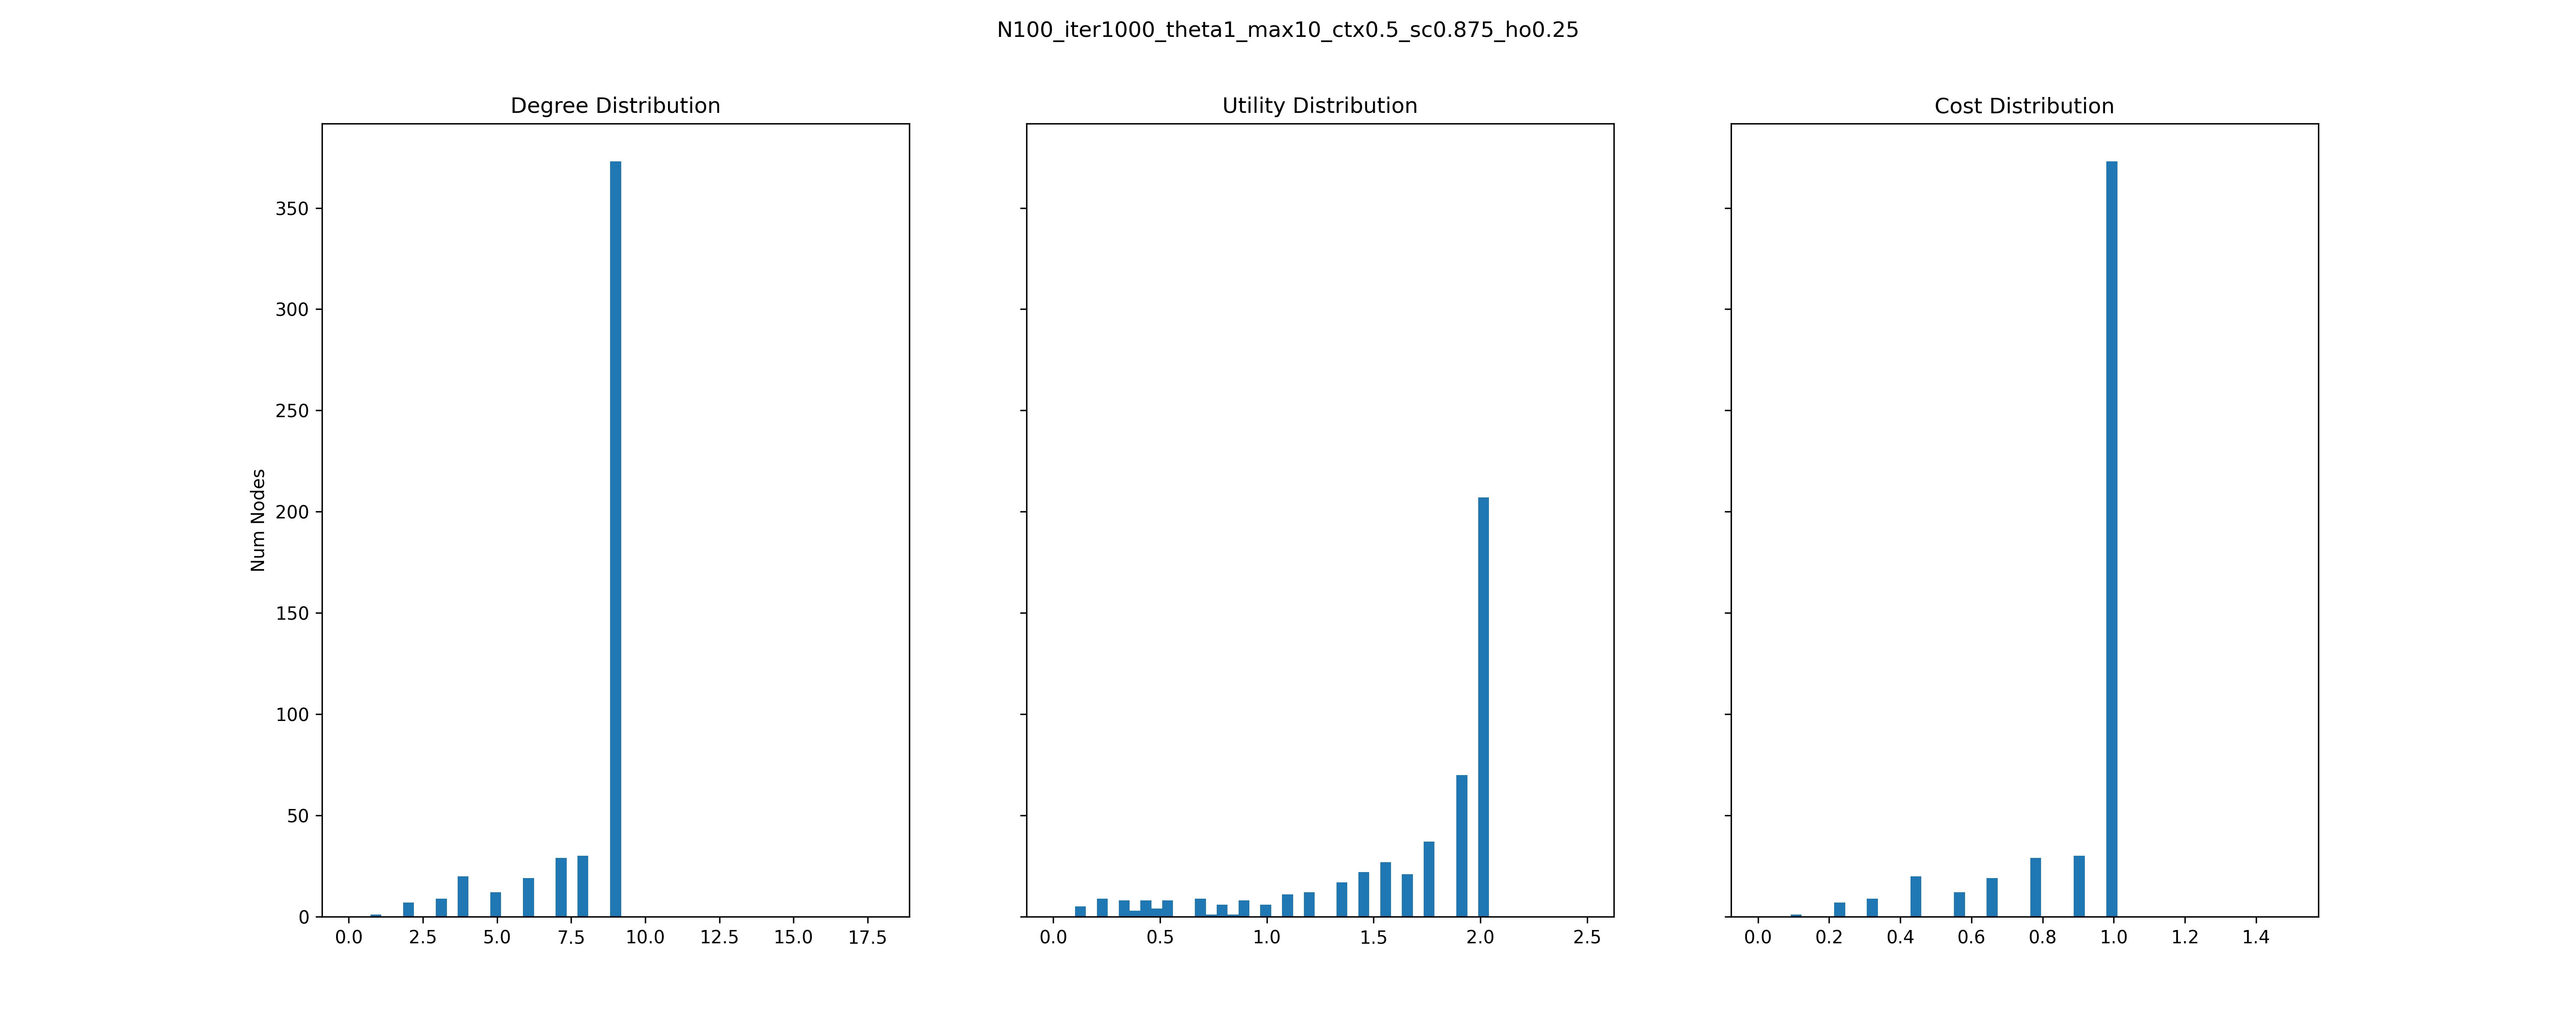 N100_iter1000_theta1_max10_ctx0.5_sc0.875_ho0.25
Degree Distribution
Utility Distribution
Cost Distribution
Num Nodes
350
300
250
200
150
100
50
0
0.0 2.5 5.0 7.5 10.0 12.5 15.0 17.5
0.0 0.5 1.0 1.5 2.0 2.5
0.0 0.2 0.4 0.6 0.8 1.0 1.2 1.4